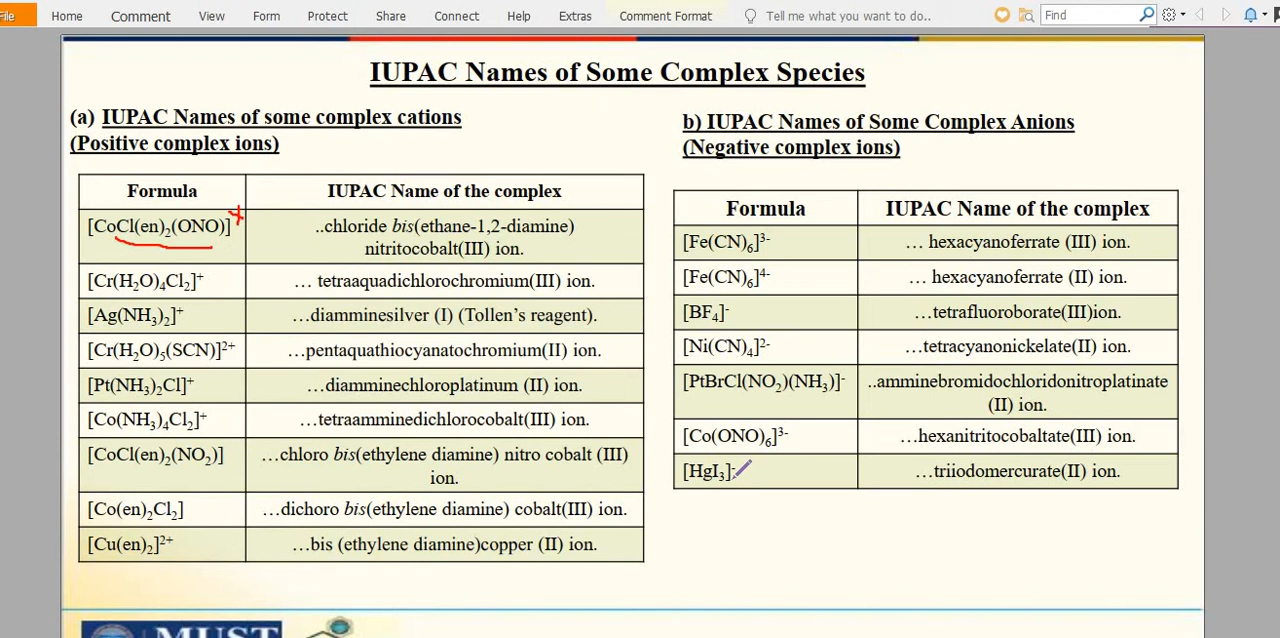 File Home Comment View Form Protect Share Connect Help Extras Comment Format Tell me what you want to do.. Find
IUPAC Names of Some Complex Species
(a) IUPAC Names of some complex cations
(Positive complex ions)
Formula IUPAC Name of the complex
[CoCl(en)₂(ONO)]⁺ ..chloride bis(ethane-1,2-diamine)
nitritocobalt(III) ion.
[Cr(H₂O)₄Cl₂]⁺ … tetraaquadichlorochromium(III) ion.
[Ag(NH₃)₂]⁺ …diamminesilver (I) (Tollen’s reagent).
[Cr(H₂O)₅(SCN)]²⁺ …pentaquathiocyanatochromium(II) ion.
[Pt(NH₃)₂Cl]⁺ …diamminechloroplatinum (II) ion.
[Co(NH₃)₄Cl₂]⁺ …tetraamminedichlorocobalt(III) ion.
[CoCl(en)₂(NO₂)] …chloro bis(ethylene diamine) nitro cobalt (III)
ion.
[Co(en)₂Cl₂] …dichoro bis(ethylene diamine) cobalt(III) ion.
[Cu(en)₂]²⁺ …bis (ethylene diamine)copper (II) ion.
b) IUPAC Names of Some Complex Anions
(Negative complex ions)
Formula IUPAC Name of the complex
[Fe(CN)₆]³⁻ … hexacyanoferrate (III) ion.
[Fe(CN)₆]⁴⁻ … hexacyanoferrate (II) ion.
[BF₄]⁻ …tetrafluoroborate(III)ion.
[Ni(CN)₄]²⁻ …tetracyanonickelate(II) ion.
[PtBrCl(NO₂)(NH₃)]⁻ ..amminebromidochloridonitroplatinate
(II) ion.
[Co(ONO)₆]³⁻ …hexanitritocobaltate(III) ion.
[HgI₃]⁻ …triiodomercurate(II) ion.
MUST